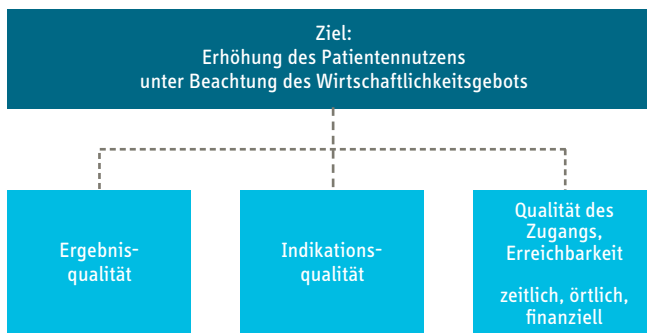 Ziel:
Erhöhung des Patientennutzens
unter Beachtung des Wirtschaftlichkeitsgebots
Ergebnis-
qualität
Indikations-
qualität
Qualität des
Zugangs,
Erreichbarkeit
zeitlich, örtlich,
finanziell